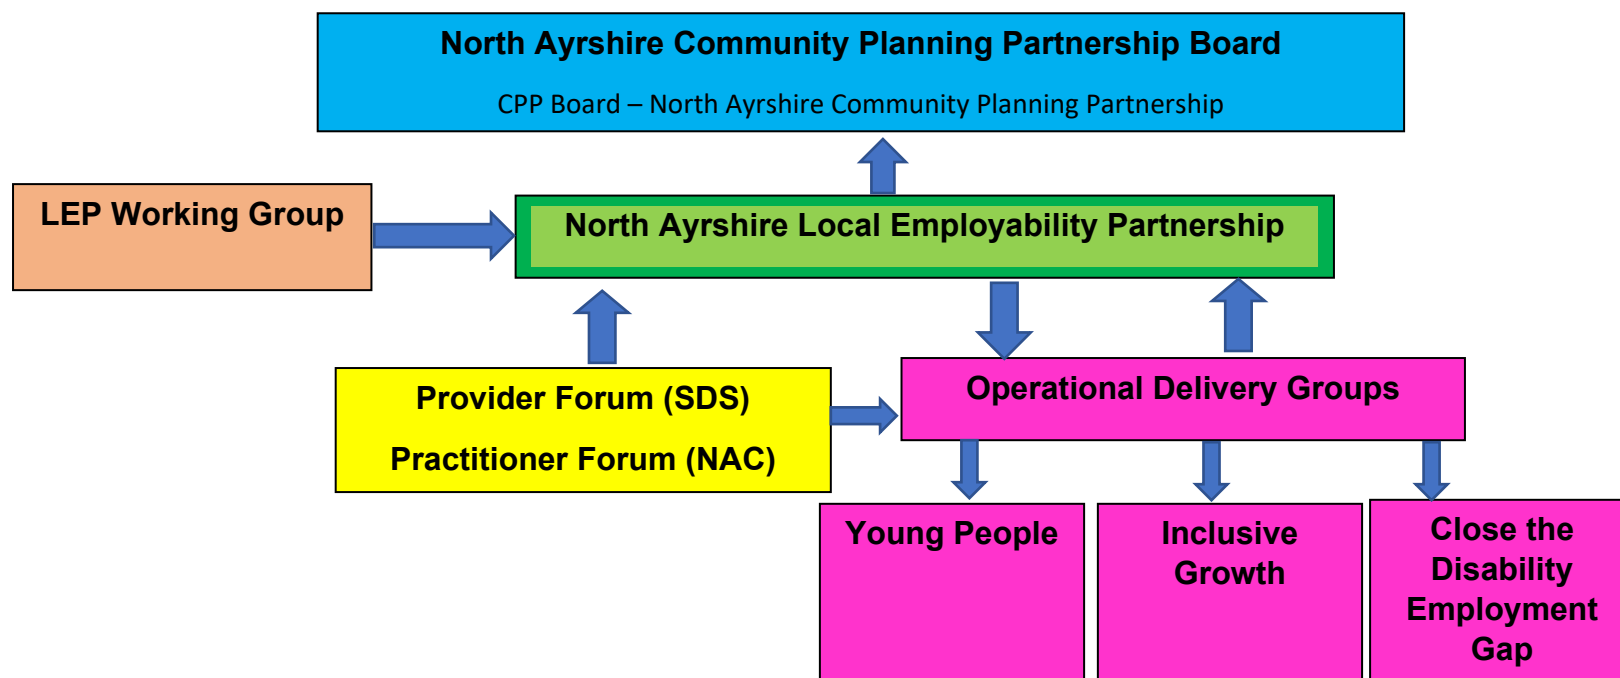 North Ayrshire Community Planning Partnership Board
CPP Board – North Ayrshire Community Planning Partnership
LEP Working Group
North Ayrshire Local Employability Partnership
Provider Forum (SDS)
Practitioner Forum (NAC)
Operational Delivery Groups
Young People
Inclusive
Growth
Close the
Disability
Employment
Gap